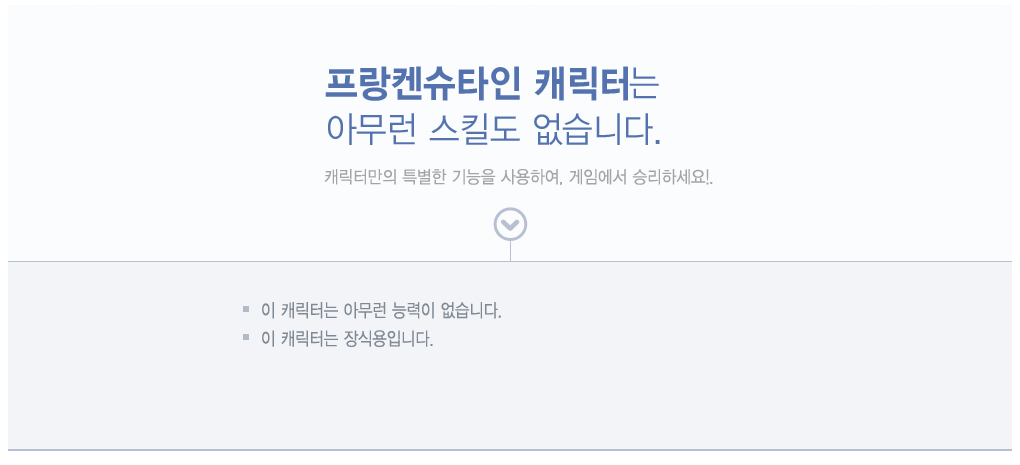 프랑켄슈타인 캐릭터는
아무런 스킬도 없습니다.
캐릭터만의 특별한 기능을 사용하여, 게임에서 승리하세요!.
이 캐릭터는 아무런 능력이 없습니다.
이 캐릭터는 장식용입니다.